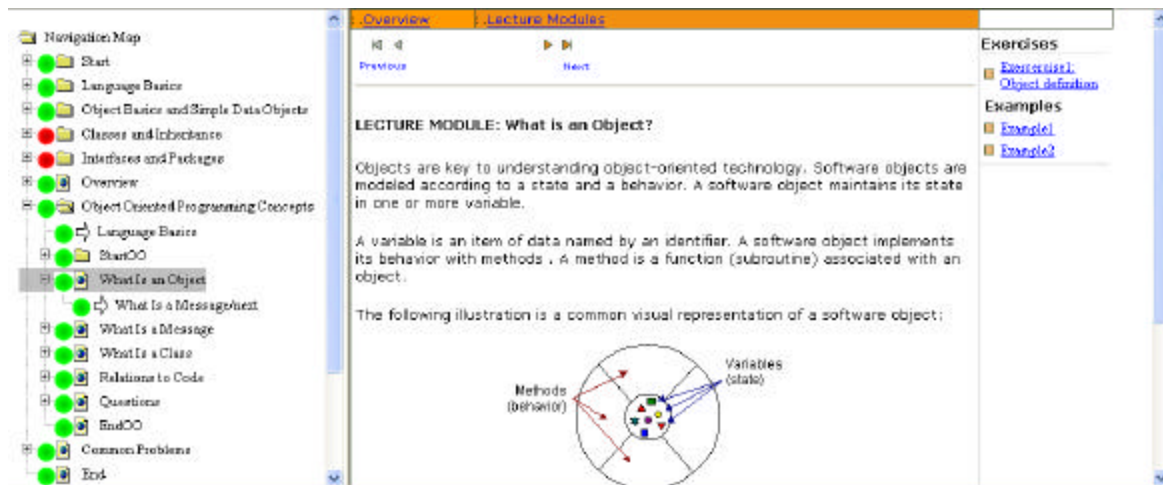 Navigation Map
Start
Language Basics
Object Basics and Simple Data Objects
Classes and Inheritance
Interfaces and Packages
Overview
Object Oriented Programming Concepts
Language Basics
StartOO
What Is an Object
What Is a Message/next
What Is a Message
What Is a Class
Relations to Code
Questions
EndOO
Common Problems
End
: .Overview
: .Lecture Modules
Previous
Next
LECTURE MODULE: What is an Object?
Objects are key to understanding object-oriented technology. Software objects are
modeled according to a state and a behavior. A software object maintains its state
in one or more variable.
A variable is an item of data named by an identifier. A software object implements
its behavior with methods . A method is a function (subroutine) associated with an
object.
The following illustration is a common visual representation of a software object:
Methods
(behavior)
Variables
(state)
Exercises
Object definition
Examples
Example1
Example2